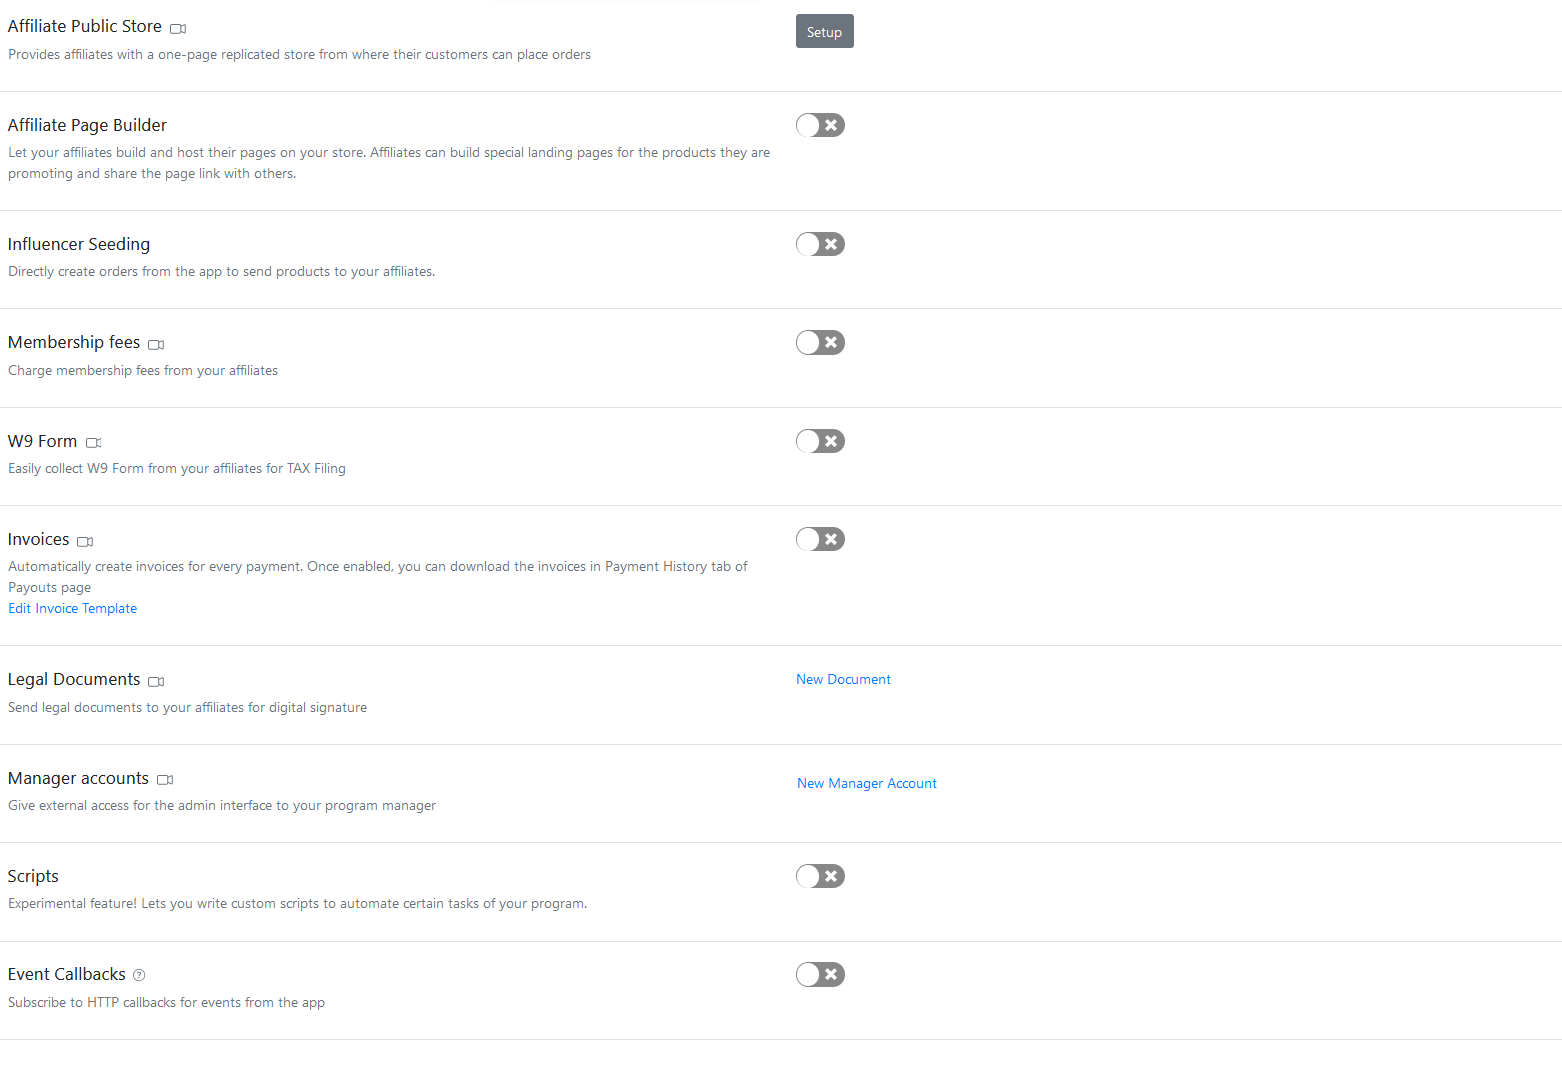 Affiliate Public Store
Setup
Provides affiliates with a one-page replicated store from where their customers can place orders
Affiliate Page Builder
Let your affiliates build and host their pages on your store. Affiliates can build special landing pages for the products they are
promoting and share the page link with others.
Influencer Seeding
Directly create orders from the app to send products to your affiliates.
Membership fees
Charge membership fees from your affiliates
W9 Form
Easily collect W9 Form from your affiliates for TAX Filing
Invoices
Automatically create invoices for every payment. Once enabled, you can download the invoices in Payment History tab of
Payouts page
Edit Invoice Template
Legal Documents
New Document
Send legal documents to your affiliates for digital signature
Manager accounts
New Manager Account
Give external access for the admin interface to your program manager
Scripts
Experimental feature! Lets you write custom scripts to automate certain tasks of your program.
Event Callbacks
Subscribe to HTTP callbacks for events from the app